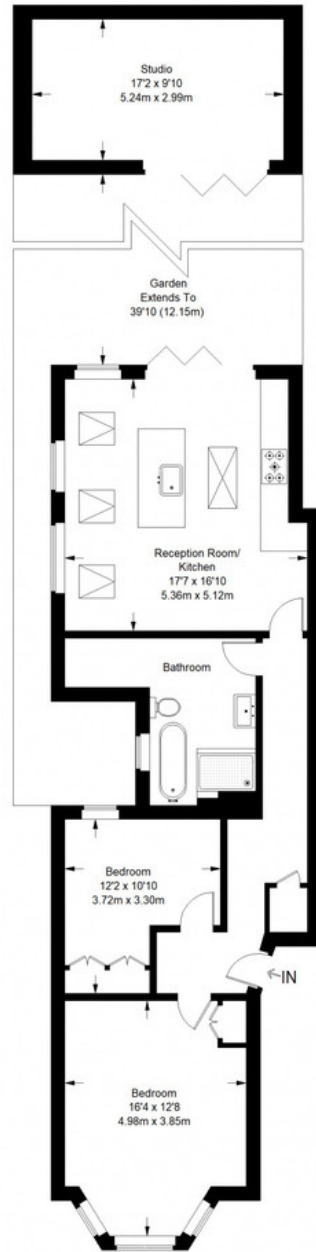 Studio
17'2 x 9'10
5.24m x 2.99m
Garden
Extends To
39'10 (12.15m)
Reception Room/
Kitchen
17'7 x 16'10
5.36m x 5.12m
Bathroom
Bedroom
12'2 x 10'10
3.72m x 3.30m
IN
Bedroom
16'4 x 12'8
4.98m x 3.85m